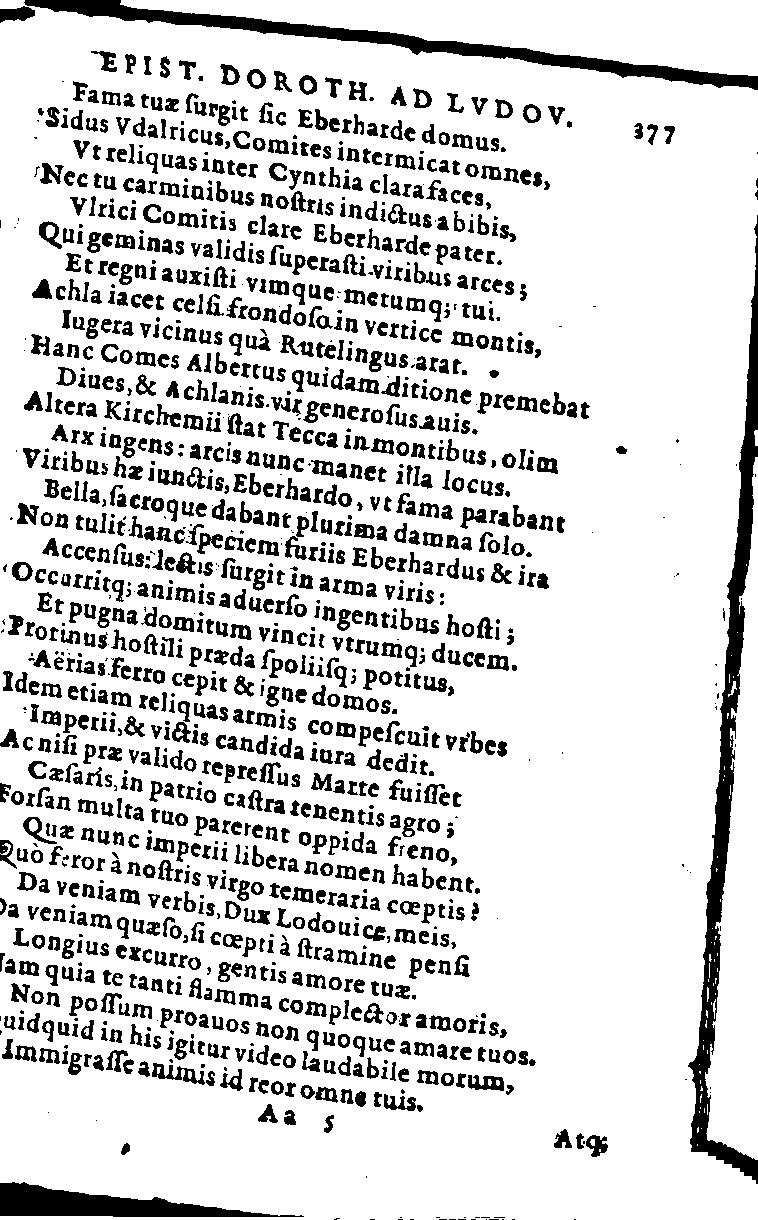 EPIST. DOROTH. AD LVDOV. 377
Fama tuæ ſurgit ſic Eberharde domus.
Sidus Vdalricus, Comites intermicat omnes,
Vt reliquas inter Cynthia clara faces,
Nec tu carminibus noſtris indictus abibis,
Vlrici Comitis clare Eberharde pater.
Qui geminas validis ſuperaſti viribus arces;
Et regni auxiſti vimque metumq; tui.
Achla iacet celſi frondoſo in vertice montis,
Iugera vicinus quà Rutelingus arat.
Hanc Comes Albertus quidam ditione premebat
Diues, & Achlanis vir generoſus auis.
Altera Kirchemii ſtat Tecca in montibus, olim
Arx ingens: arcis nunc manet illa locus.
Viribus hæ iunctis, Eberhardo, vt fama parabant
Bella, ſacroque dabant plurima damna ſolo.
Non tulit hanc ſpeciem furiis Eberhardus & ira
Accenſus: lectis ſurgit in arma viris:
Occurritq; animis aduerſo ingentibus hoſti;
Et pugna domitum vincit vtrumq; ducem.
Protinus hoſtili præda ſpoliiſq; potitus,
Aërias ferro cepit & igne domos.
Idem etiam reliquas armis compeſcuit vrbes
Imperii, & victis candida iura dedit.
Ac niſi præ valido repreſſus Marte fuiſſet
Cæſaris, in patrio caſtra tenentis agro;
Forſan multa tuo parerent oppida freno,
Quæ nunc imperii libera nomen habent.
Quò feror à noſtris virgo temeraria cœptis?
Da veniam verbis, Dux Lodouice, meis,
Da veniam quæſo, ſi cœpti à ſtramine penſi
Longius excurro, gentis amore tuæ.
Nam quia te tanti flamma complector amoris,
Non poſſum proauos non quoque amare tuos.
Quidquid in his igitur video laudabile morum,
Immigraſſe animis id reor omne tuis.
Aa 5
Atq;